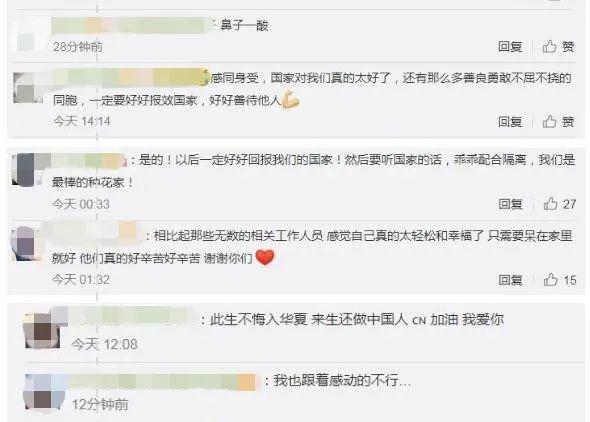 鼻子一酸
28分钟前
回复 赞
感同身受，国家对我们真的太好了，还有那么多善良勇敢不屈不挠的
同胞，一定要好好报效国家，好好善待他人💪
今天 14:14
回复 赞
：是的！以后一定好好回报我们的国家！然后要听国家的话，乖乖配合隔离，我们是
最棒的种花家！
今天 00:33
回复 27
：相比起那些无数的相关工作人员 感觉自己真的太轻松和幸福了 只需要呆在家里
就好 他们真的好辛苦好辛苦 谢谢你们❤️
今天 01:32
回复 15
：此生不悔入华夏 来生还做中国人 CN 加油 我爱你
今天 12:08
：我也跟着感动的不行...
12分钟前